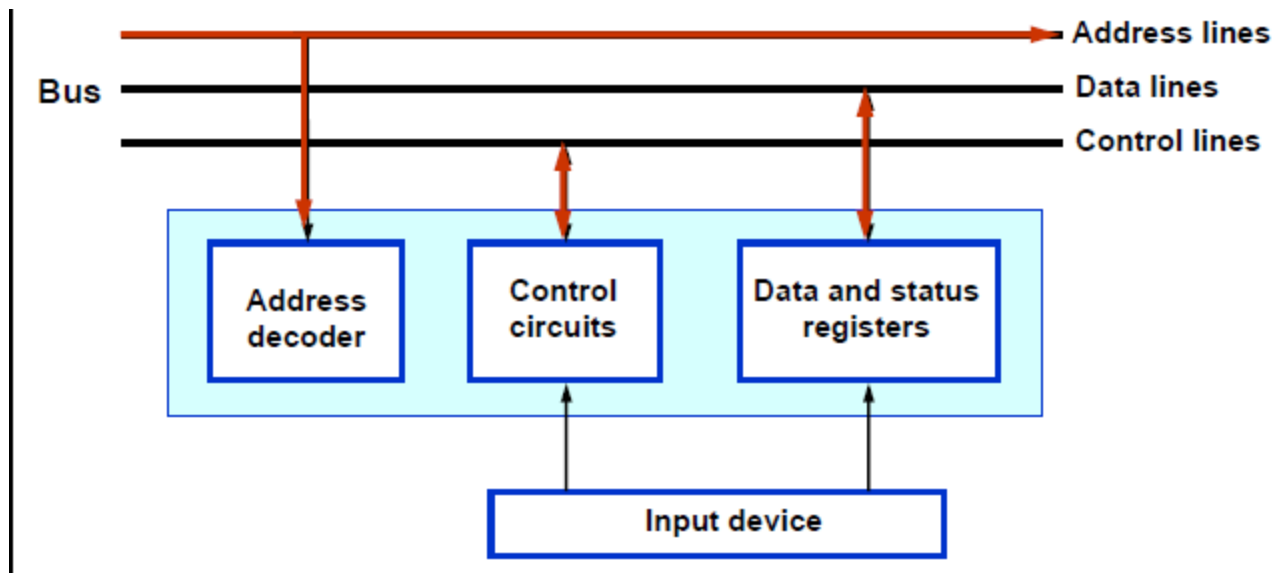 Address lines
Bus
Data lines
Control lines
Address
decoder
Control
circuits
Data and status
registers
Input device